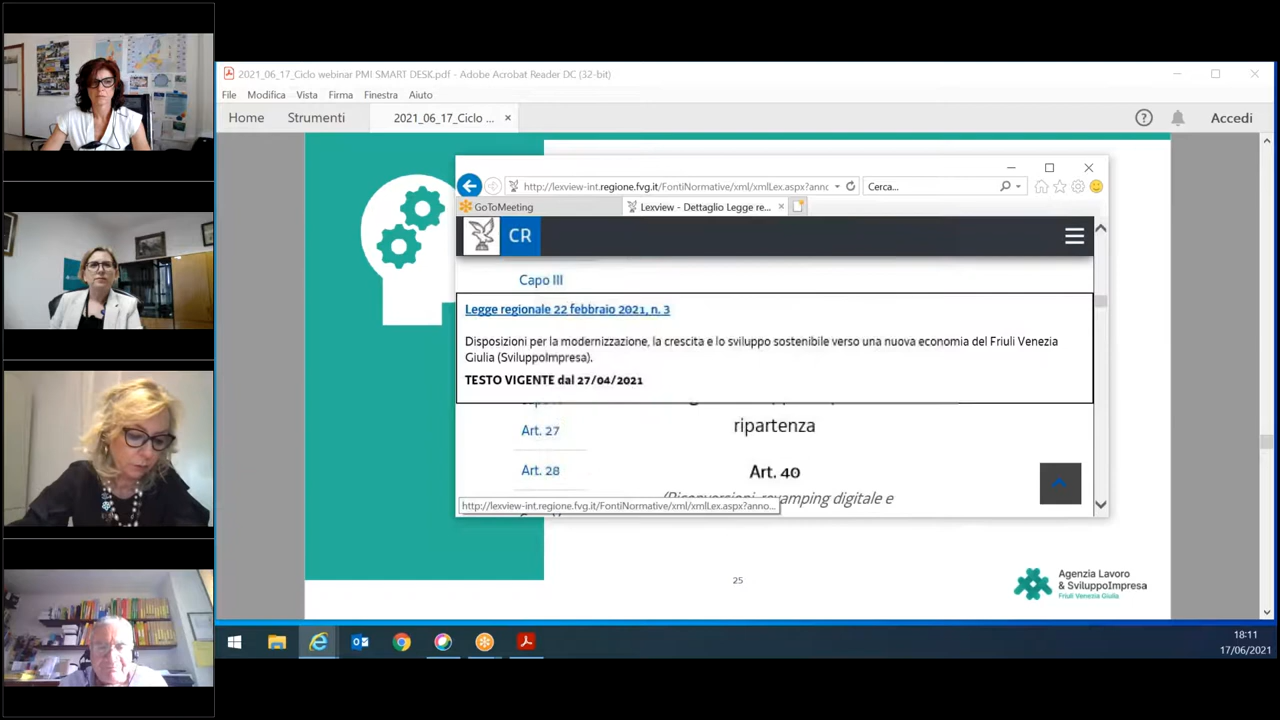 2021_06_17_Ciclo webinar PMI SMART DESK.pdf - Adobe Acrobat Reader DC (32-bit)
File Modifica Vista Firma Finestra Aiuto
Home Strumenti 2021_06_17_Ciclo ... × Accedi
http://lexview-int.regione.fvg.it/FontiNormative/xml/xmlLex.aspx?annc Cerca...
GoToMeeting Lexview - Dettaglio Legge re... ×
CR
Capo III
Legge regionale 22 febbraio 2021, n. 3
Disposizioni per la modernizzazione, la crescita e lo sviluppo sostenibile verso una nuova economia del Friuli Venezia
Giulia (SviluppoImpresa).
TESTO VIGENTE dal 27/04/2021
ripartenza
Art. 27
Art. 40
Art. 28
(Riconversioni, revamping digitale e
http://lexview-int.regione.fvg.it/FontiNormative/xml/xmlLex.aspx?anno...
25
Agenzia Lavoro
& SviluppoImpresa
Friuli Venezia Giulia
18:11
17/06/2021